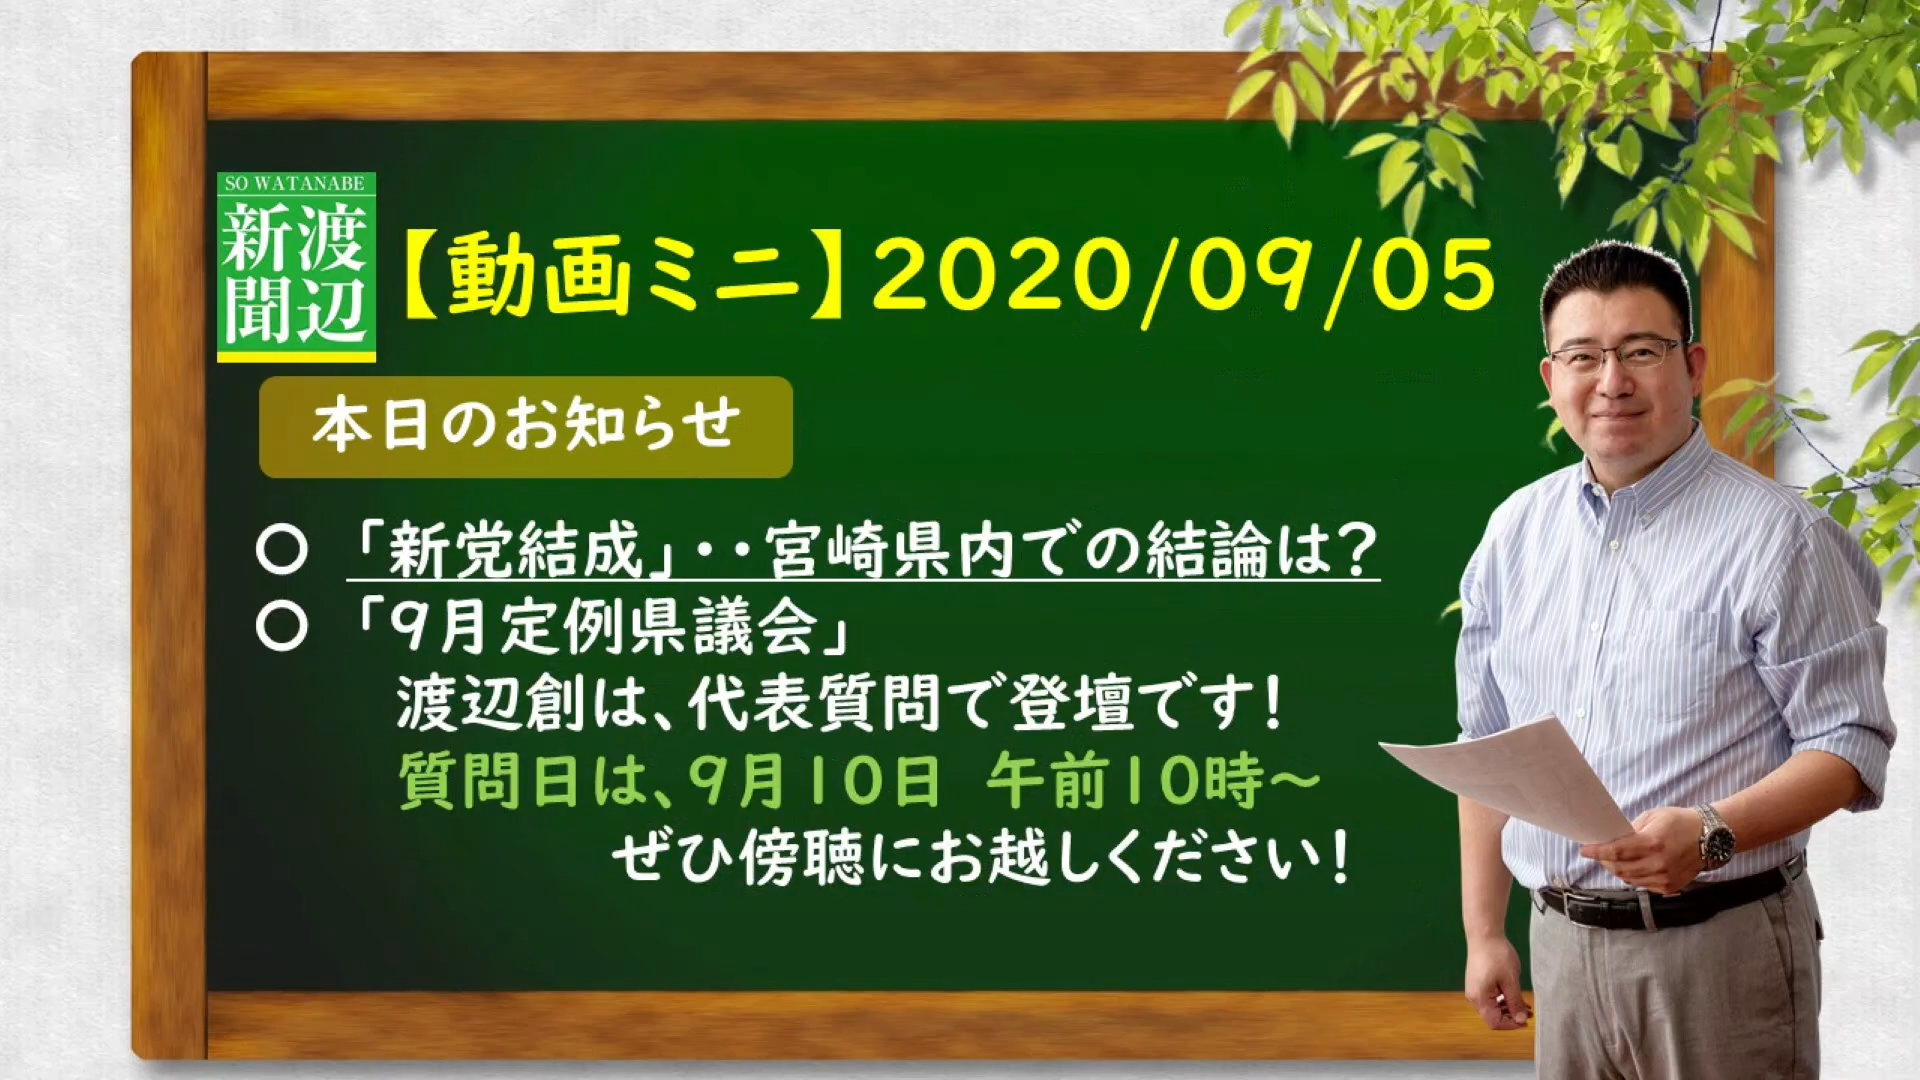 SO WATANABE
渡辺新聞
【動画ミニ】2020/09/05
本日のお知らせ
○ 「新党結成」・・宮崎県内での結論は?
○ 「9月定例県議会」
渡辺創は、代表質問で登壇です!
質問日は、9月10日 午前10時～
ぜひ傍聴にお越しください!